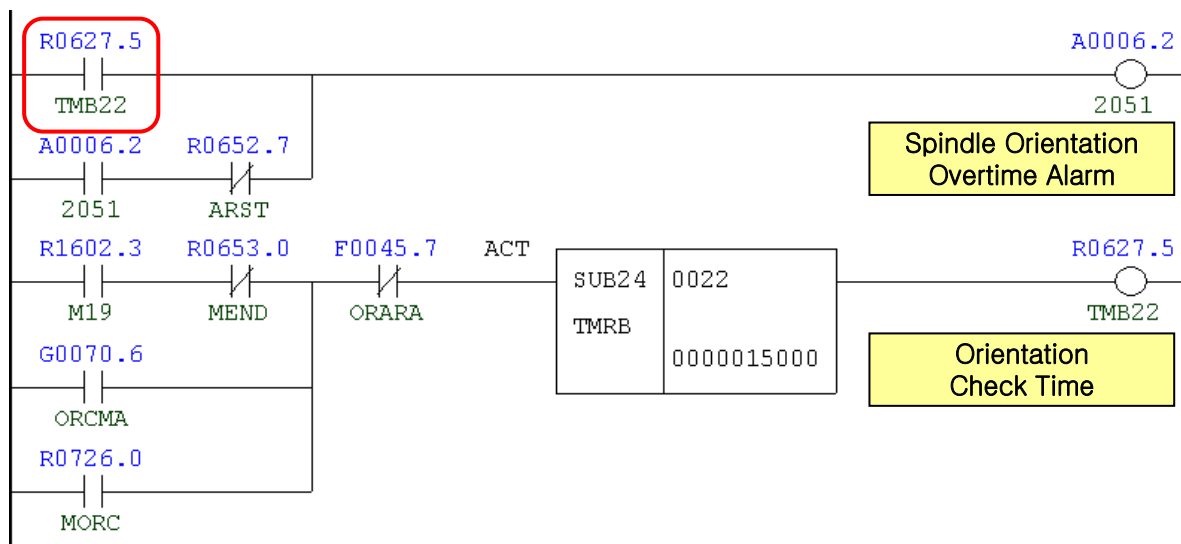 R0627.5 A0006.2
TMB22 2051
Spindle Orientation
Overtime Alarm
A0006.2 R0652.7
2051 ARST
R1602.3 R0653.0 F0045.7 ACT R0627.5
SUB24 0022
M19 MEND ORARA TMRB TMB22
0000015000
Orientation
Check Time
G0070.6
ORCMA
R0726.0
MORC